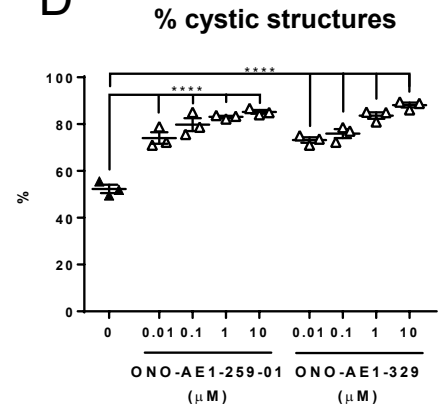 D
% cystic structures
****
****
100
80
60
40
20
0
%
0 0.01 0.1 1 10 0.01 0.1 1 10
ONO-AE1-259-01 ONO-AE1-329
(μM) (μM)